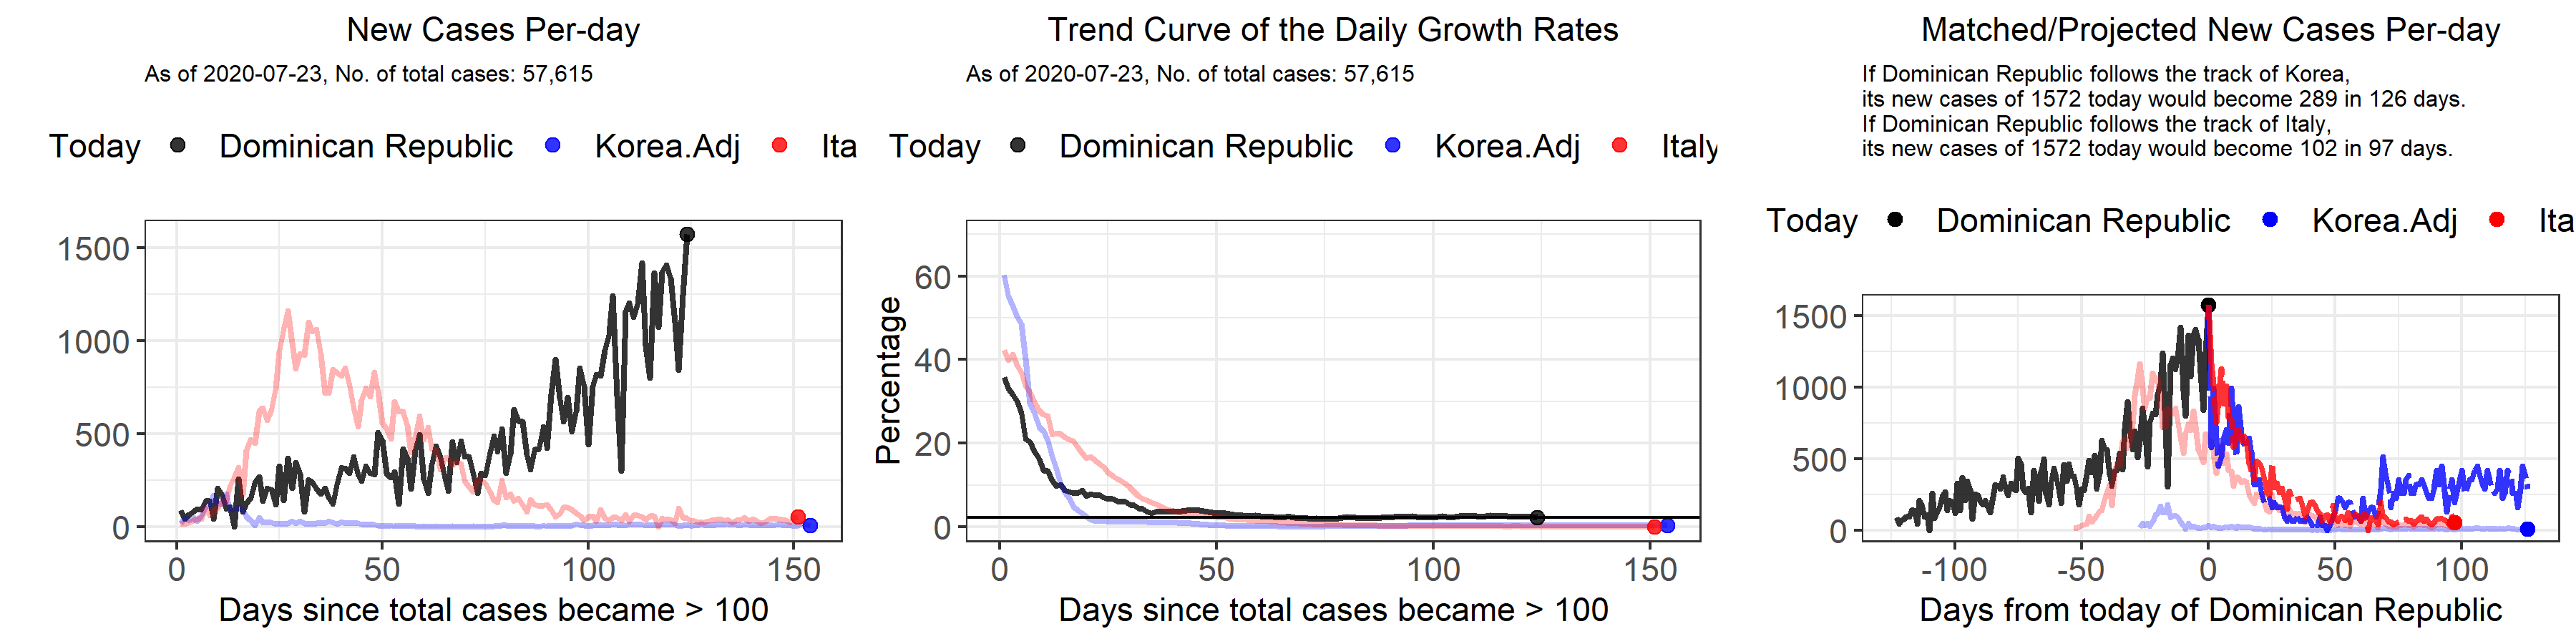 New Cases Per-day
As of 2020-07-23, No. of total cases: 57,615
Today Dominican Republic Korea.Adj Ita
1500
1000
500
0
0 50 100 150
Days since total cases became > 100
Trend Curve of the Daily Growth Rates
As of 2020-07-23, No. of total cases: 57,615
Today Dominican Republic Korea.Adj Italy
Percentage
60
40
20
0
0 50 100 150
Days since total cases became > 100
Matched/Projected New Cases Per-day
If Dominican Republic follows the track of Korea,
its new cases of 1572 today would become 289 in 126 days.
If Dominican Republic follows the track of Italy,
its new cases of 1572 today would become 102 in 97 days.
Today Dominican Republic Korea.Adj Ita
1500
1000
500
0
-100 -50 0 50 100
Days from today of Dominican Republic